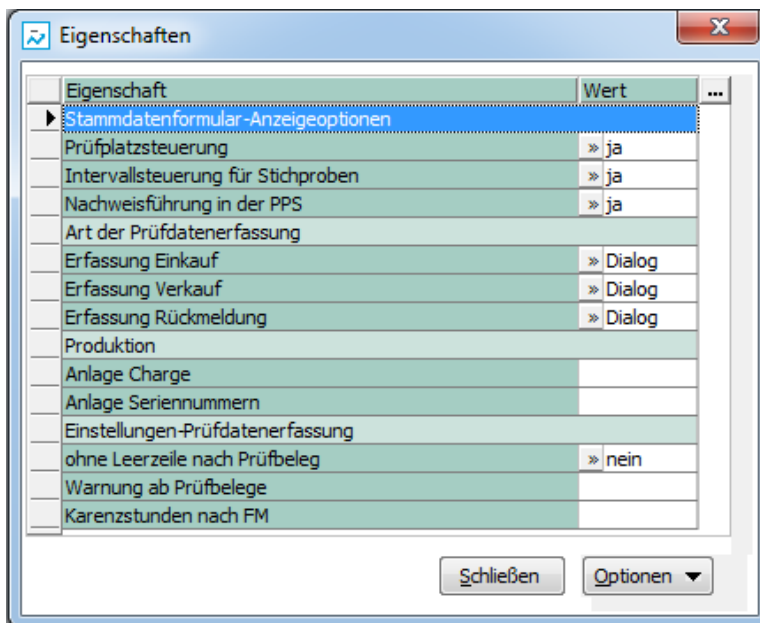 Eigenschaften
Eigenschaft Wert ...
Stammdatenformular-Anzeigeoptionen
Prüfplatzsteuerung » ja
Intervallsteuerung für Stichproben » ja
Nachweisführung in der PPS » ja
Art der Prüfdatenerfassung
Erfassung Einkauf » Dialog
Erfassung Verkauf » Dialog
Erfassung Rückmeldung » Dialog
Produktion
Anlage Charge
Anlage Seriennummern
Einstellungen-Prüfdatenerfassung
ohne Leerzeile nach Prüfbeleg » nein
Warnung ab Prüfbelege
Karenzstunden nach FM
Schließen Optionen